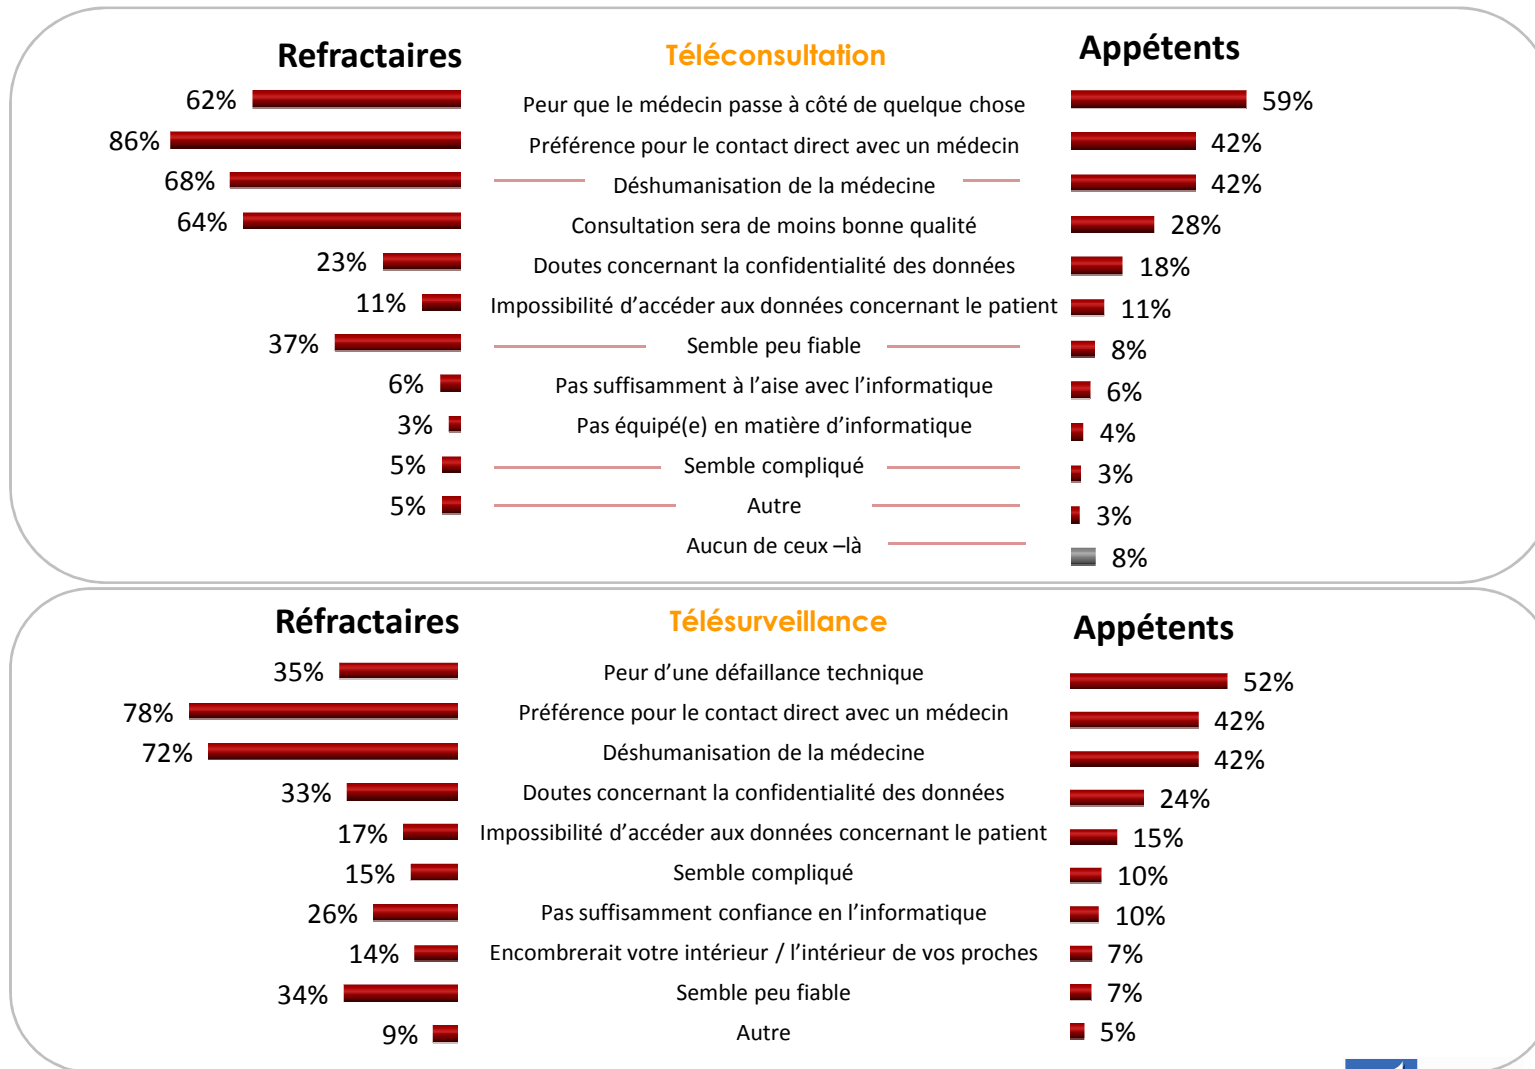 Refractaires Téléconsultation Appétents
62% Peur que le médecin passe à côté de quelque chose 59%
86% Préférence pour le contact direct avec un médecin 42%
68% Déshumanisation de la médecine 42%
64% Consultation sera de moins bonne qualité 28%
23% Doutes concernant la confidentialité des données 18%
11% Impossibilité d’accéder aux données concernant le patient 11%
37% Semble peu fiable 8%
6% Pas suffisamment à l’aise avec l’informatique 6%
3% Pas équipé(e) en matière d’informatique 4%
5% Semble compliqué 3%
5% Autre 3%
Aucun de ceux –là 8%
Réfractaires Télésurveillance Appétents
35% Peur d’une défaillance technique 52%
78% Préférence pour le contact direct avec un médecin 42%
72% Déshumanisation de la médecine 42%
33% Doutes concernant la confidentialité des données 24%
17% Impossibilité d’accéder aux données concernant le patient 15%
15% Semble compliqué 10%
26% Pas suffisamment confiance en l’informatique 10%
14% Encombrerait votre intérieur / l’intérieur de vos proches 7%
34% Semble peu fiable 7%
9% Autre 5%